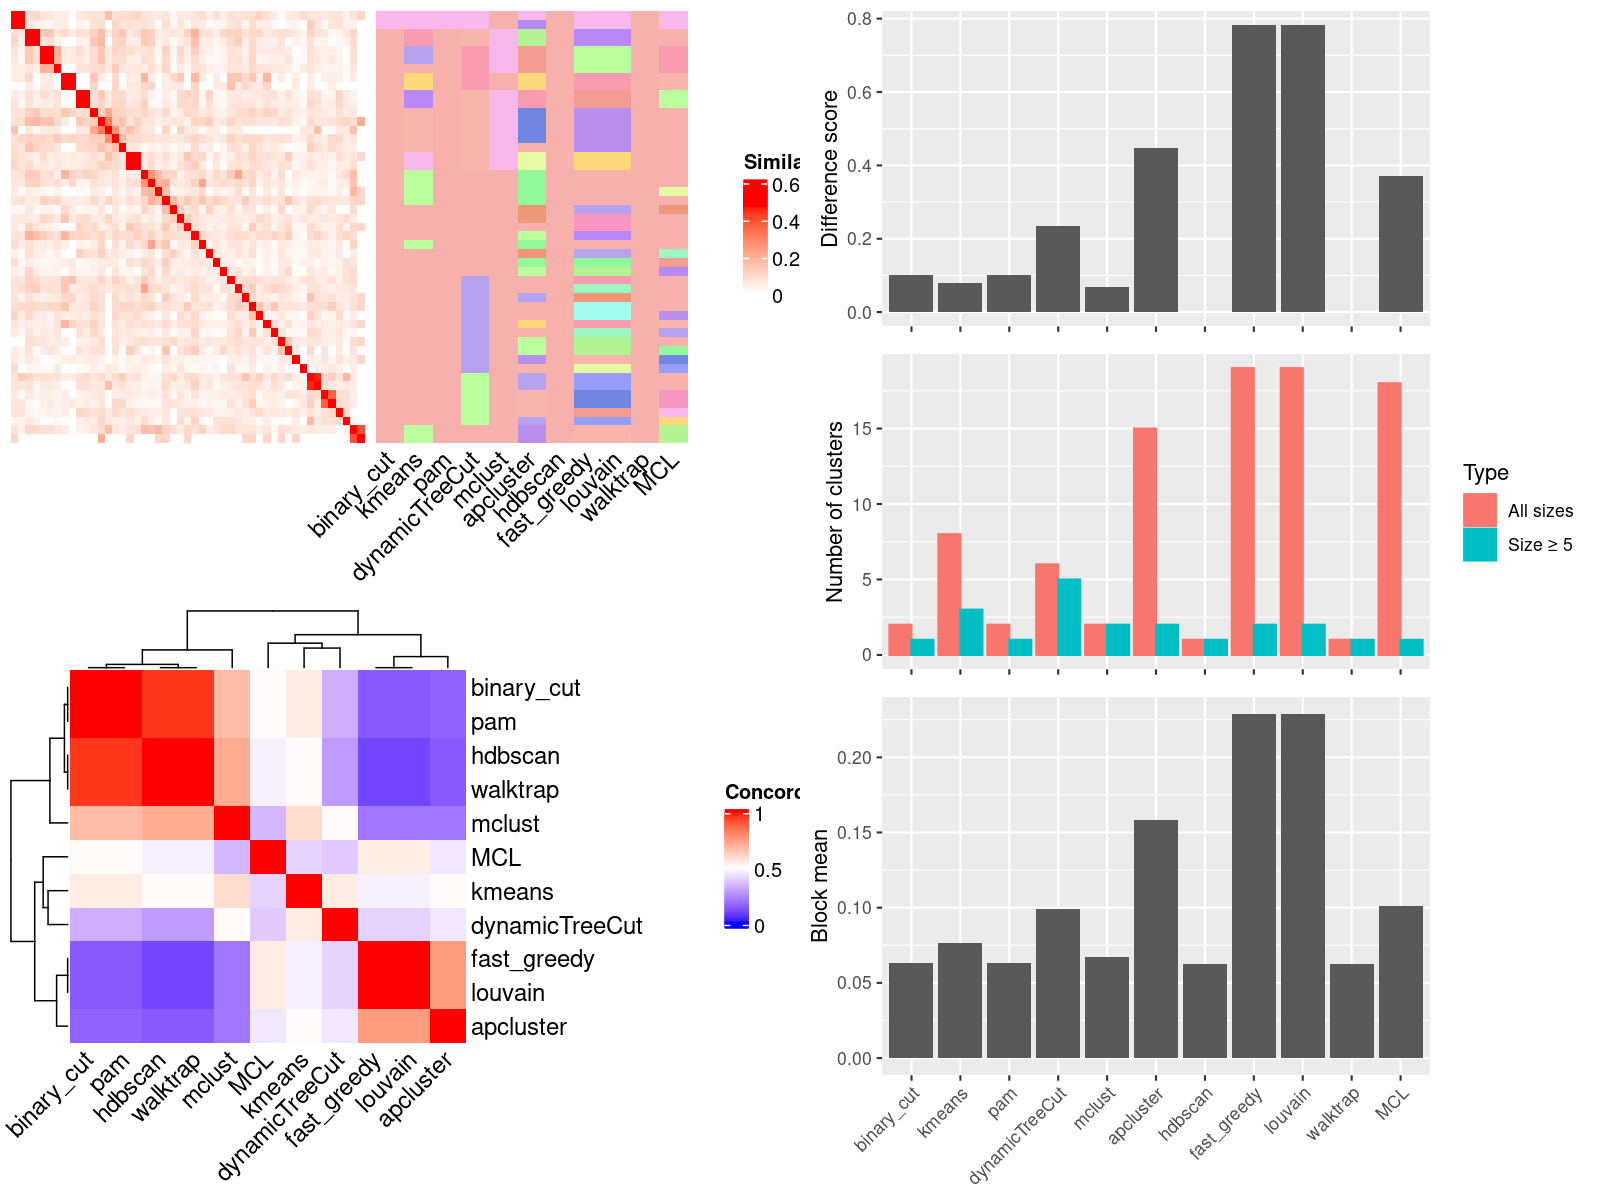 Simila
0.6
0.4
0.2
0
binary_cut
kmeans
pam
dynamicTreeCut
mclust
apcluster
hdbscan
fast_greedy
louvain
walktrap
MCL
binary_cut
pam
hdbscan
walktrap
mclust
MCL
kmeans
dynamicTreeCut
fast_greedy
louvain
apcluster
Concord
1
0.5
0
binary_cut
pam
hdbscan
walktrap
mclust
MCL
kmeans
dynamicTreeCut
fast_greedy
louvain
apcluster
Difference score
0.8
0.6
0.4
0.2
0.0
Number of clusters
15
10
5
0
Type
All sizes
Size ≥ 5
Block mean
0.20
0.15
0.10
0.05
0.00
binary_cut
kmeans
pam
dynamicTreeCut
mclust
apcluster
hdbscan
fast_greedy
louvain
walktrap
MCL